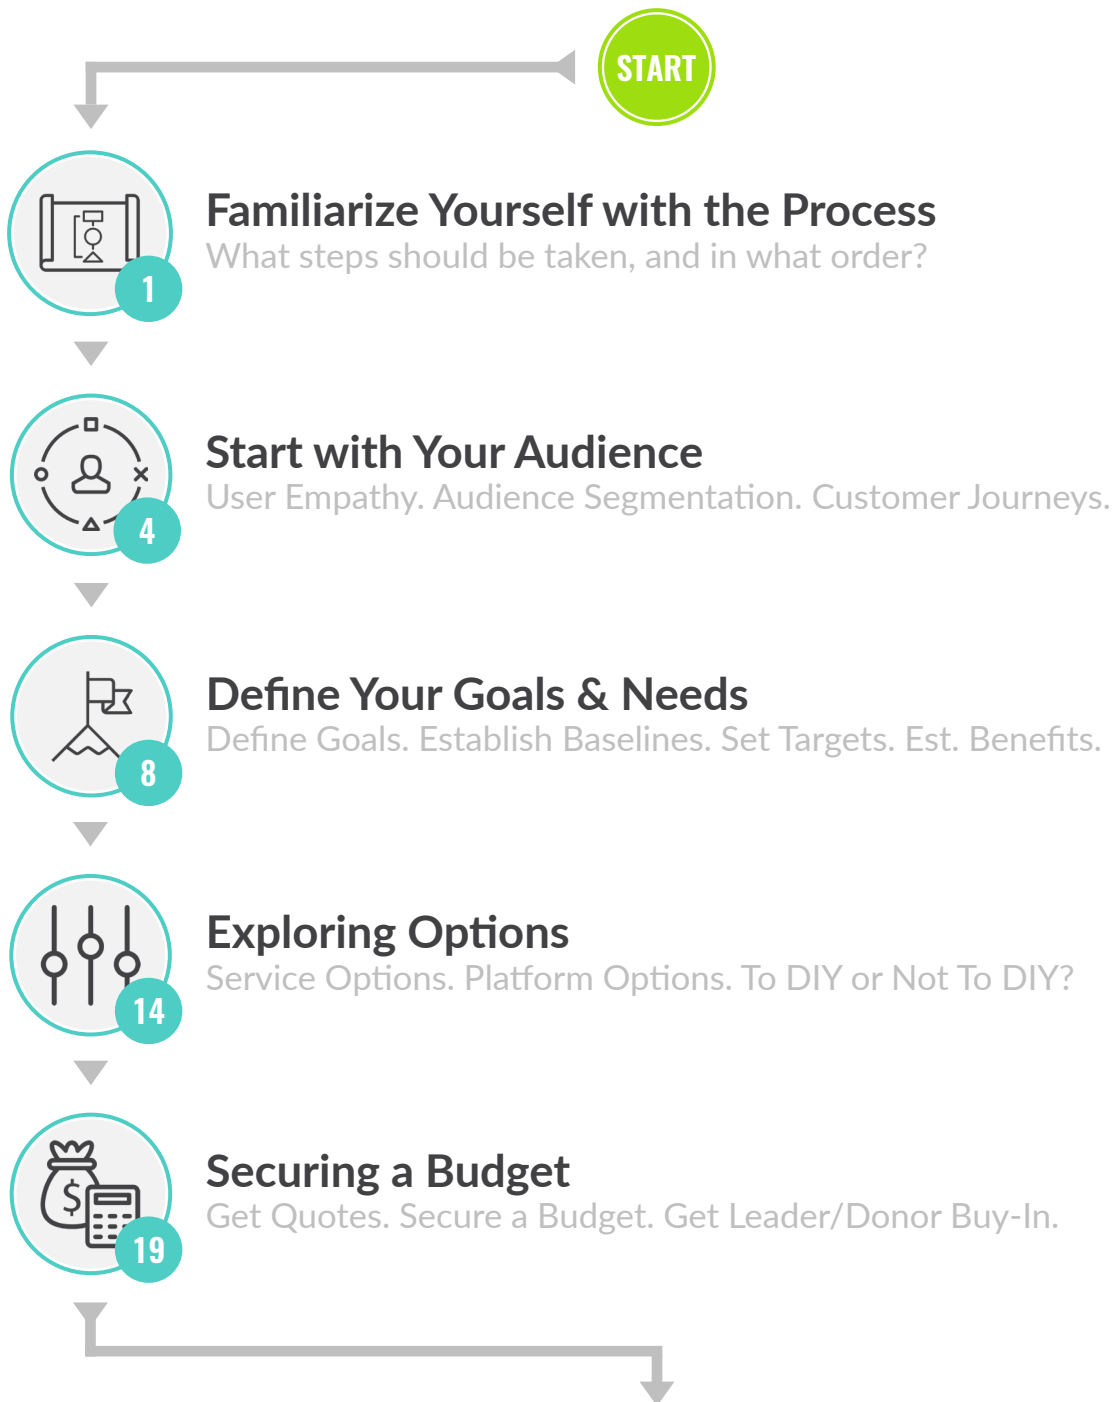 START
Familiarize Yourself with the Process
What steps should be taken, and in what order?
1
Start with Your Audience
User Empathy. Audience Segmentation. Customer Journeys.
4
Define Your Goals & Needs
Define Goals. Establish Baselines. Set Targets. Est. Benefits.
8
Exploring Options
Service Options. Platform Options. To DIY or Not To DIY?
14
Securing a Budget
Get Quotes. Secure a Budget. Get Leader/Donor Buy-In.
$
19